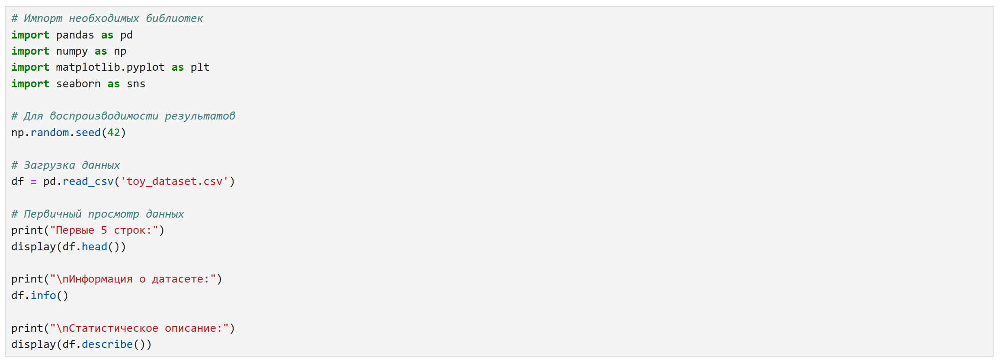 # Импорт необходимых библиотек
import pandas as pd
import numpy as np
import matplotlib.pyplot as plt
import seaborn as sns
# Для воспроизводимости результатов
np.random.seed(42)
# Загрузка данных
df = pd.read_csv('toy_dataset.csv')
# Первичный просмотр данных
print("Первые 5 строк:")
display(df.head())
print("\nИнформация о датасете:")
df.info()
print("\nСтатистическое описание:")
display(df.describe())